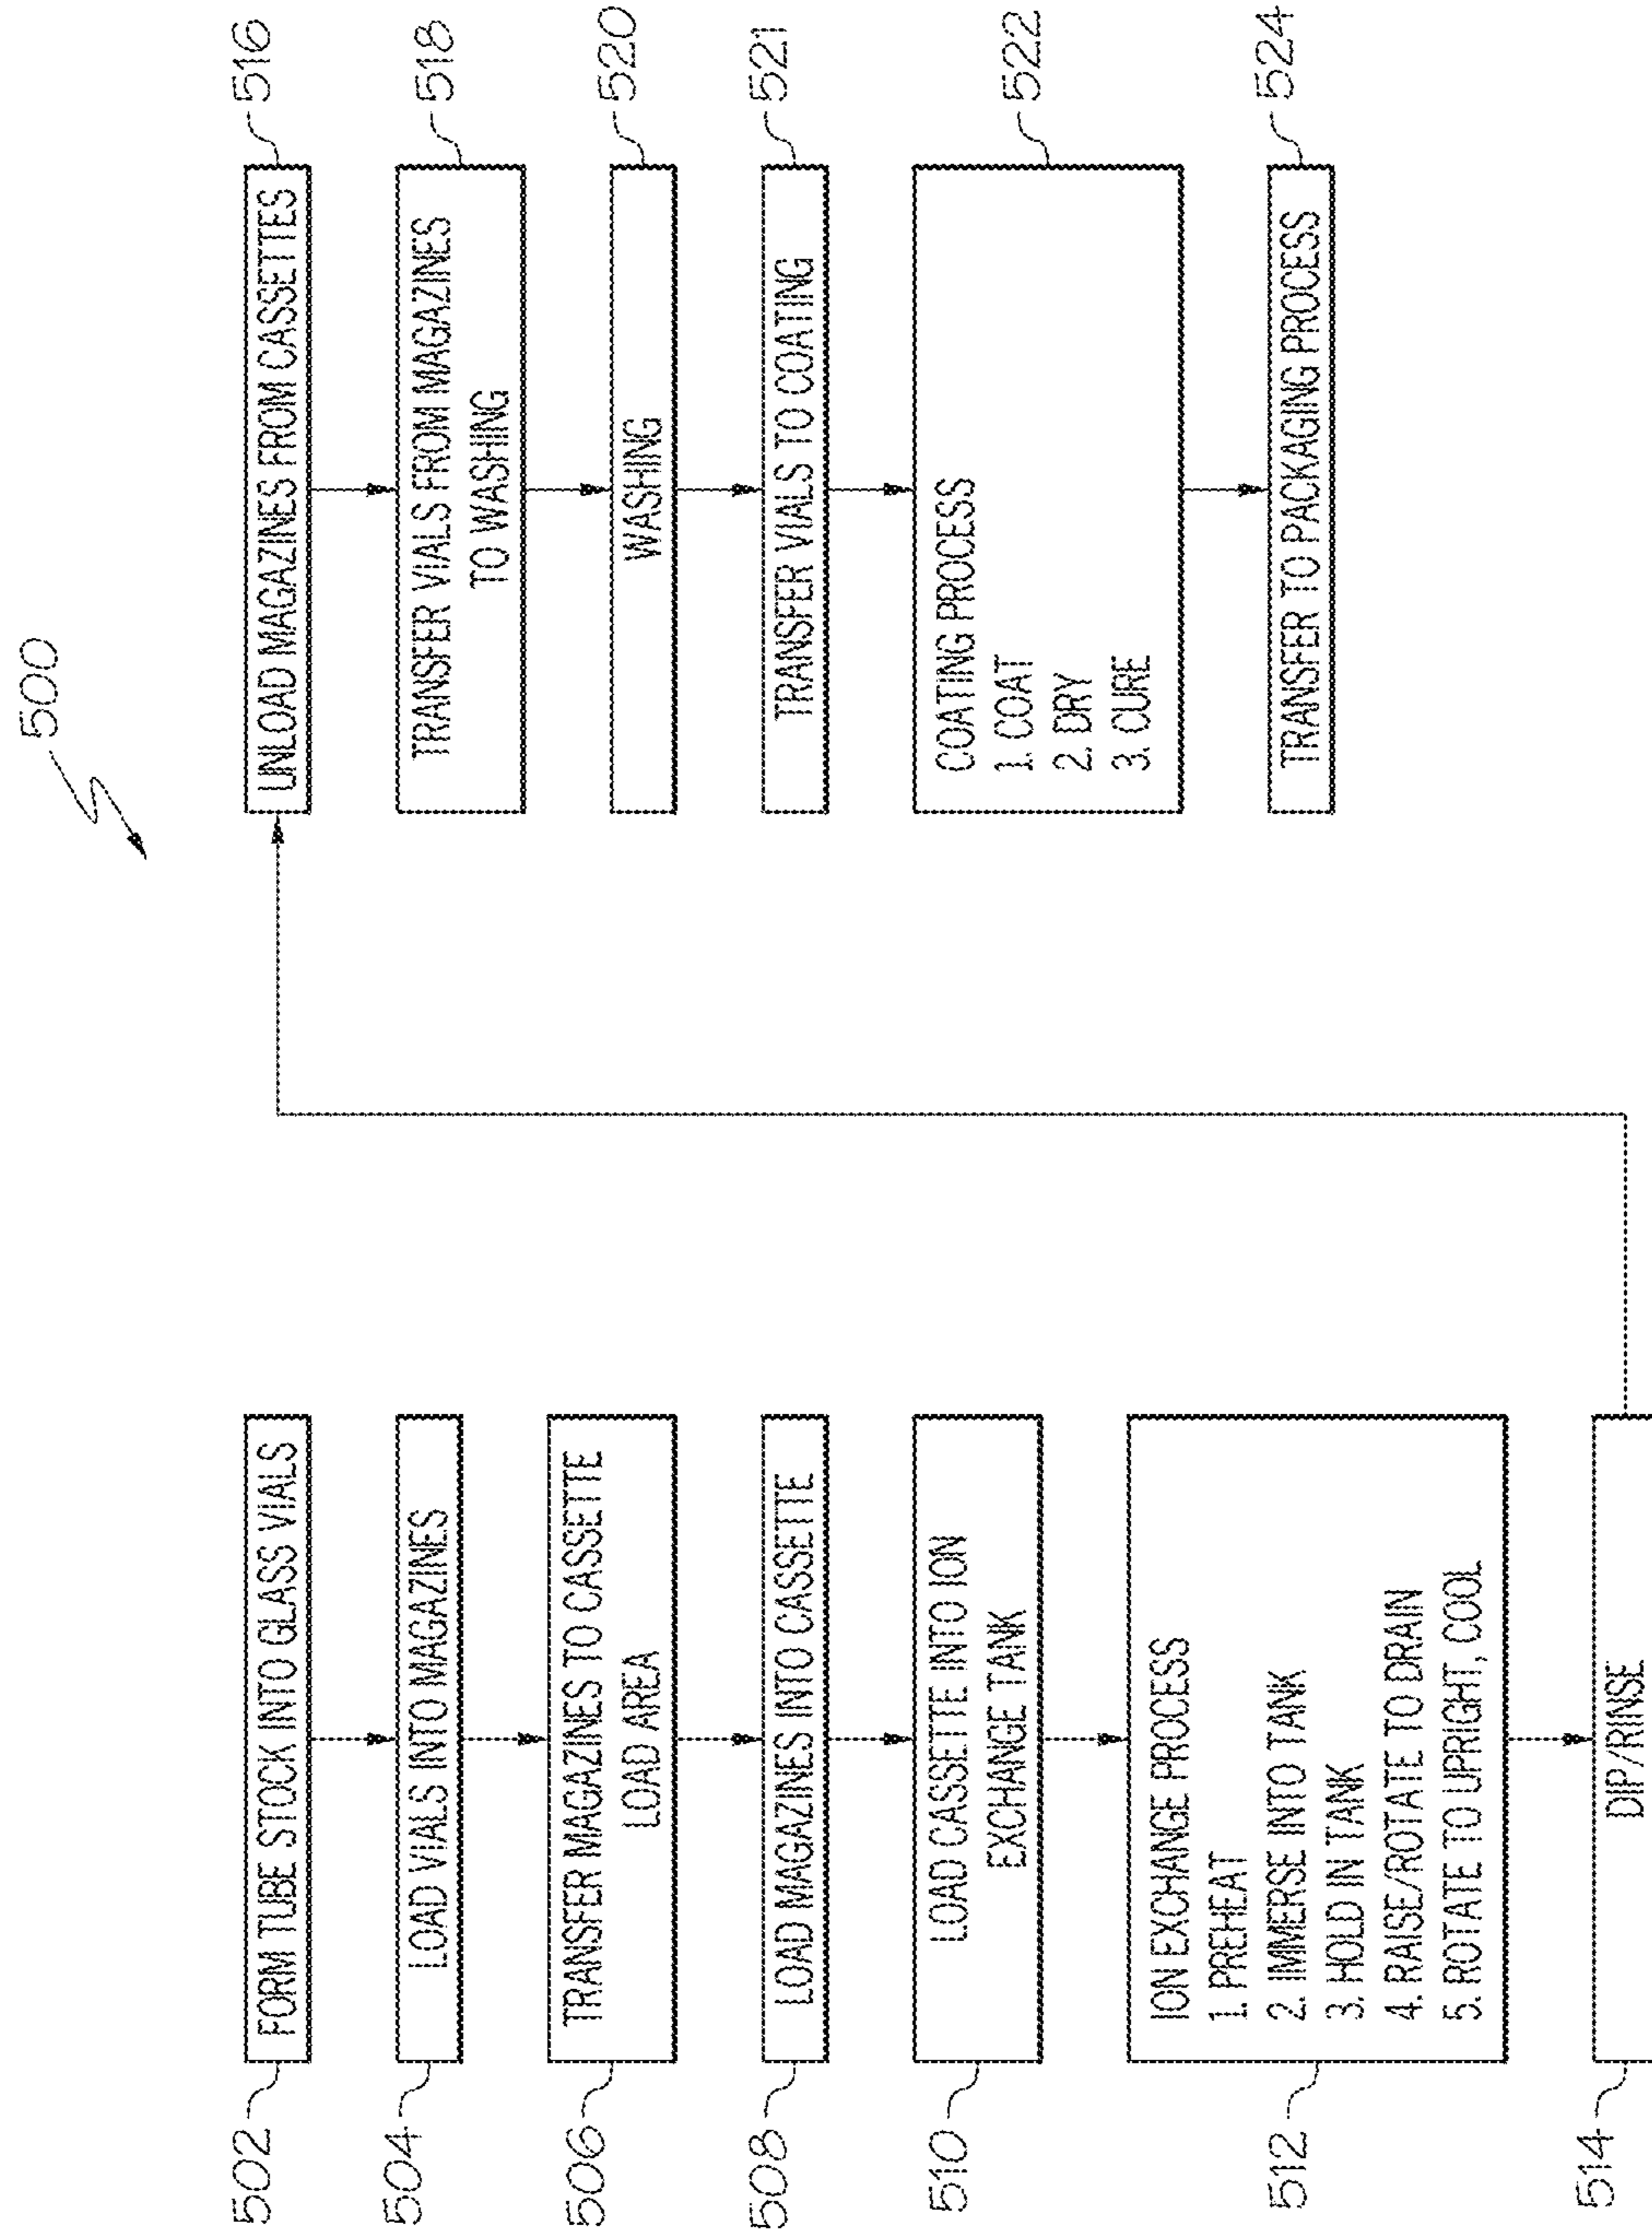 500
502
FORM TUBE STOCK INTO GLASS VIALS
504
LOAD VIALS INTO MAGAZINES
506
TRANSFER MAGAZINES TO CASSETTE
LOAD AREA
508
LOAD MAGAZINES INTO CASSETTE
510
LOAD CASSETTE INTO ION
EXCHANGE TANK
512
ION EXCHANGE PROCESS
1. PREHEAT
2. IMMERSE INTO TANK
3. HOLD IN TANK
4. RAISE/ROTATE TO DRAIN
5. ROTATE TO UPRIGHT, COOL
514
DIP/RINSE
UNLOAD MAGAZINES FROM CASSETTES
516
TRANSFER VIALS FROM MAGAZINES
TO WASHING
518
WASHING
520
TRANSFER VIALS TO COATING
521
COATING PROCESS
1. COAT
2. DRY
3. CURE
522
TRANSFER TO PACKAGING PROCESS
524